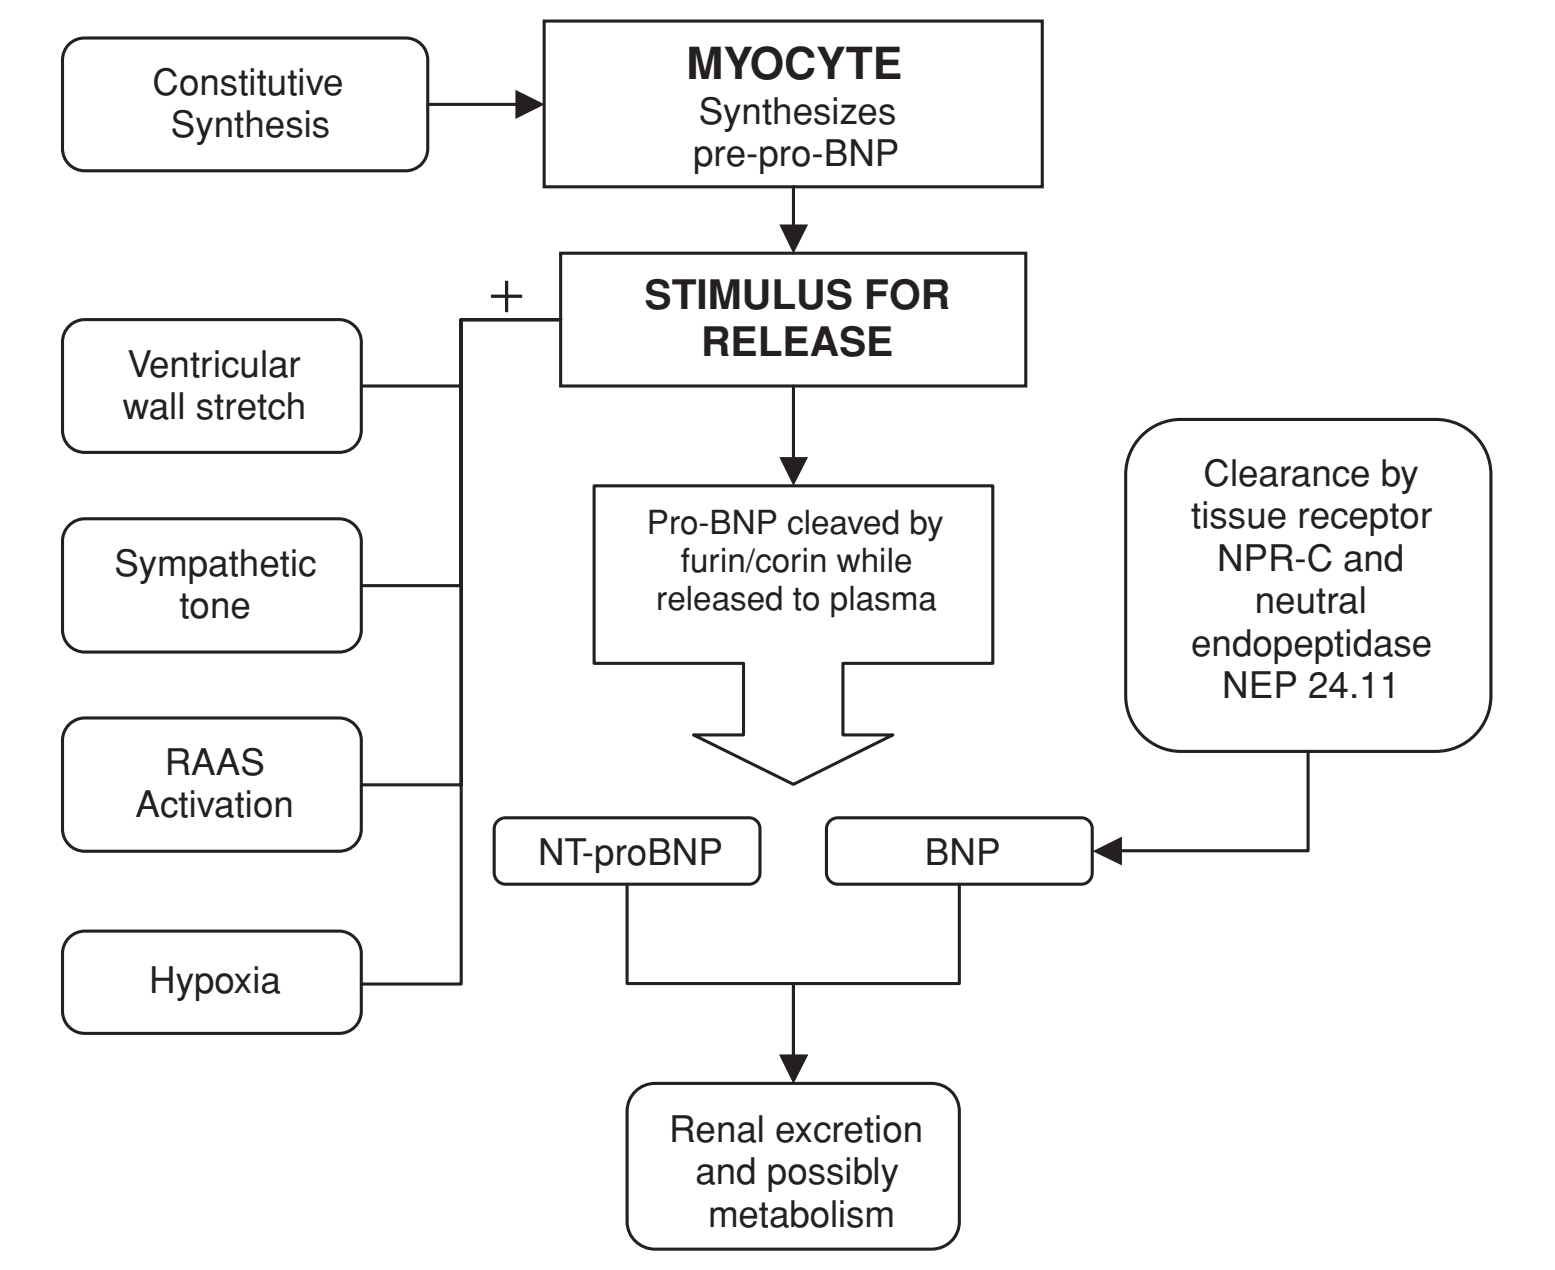 Constitutive
Synthesis
MYOCYTE
Synthesizes
pre-pro-BNP
+
STIMULUS FOR
RELEASE
Ventricular
wall stretch
Sympathetic
tone
RAAS
Activation
Hypoxia
Pro-BNP cleaved by
furin/corin while
released to plasma
Clearance by
tissue receptor
NPR-C and
neutral
endopeptidase
NEP 24.11
NT-proBNP
BNP
Renal excretion
and possibly
metabolism